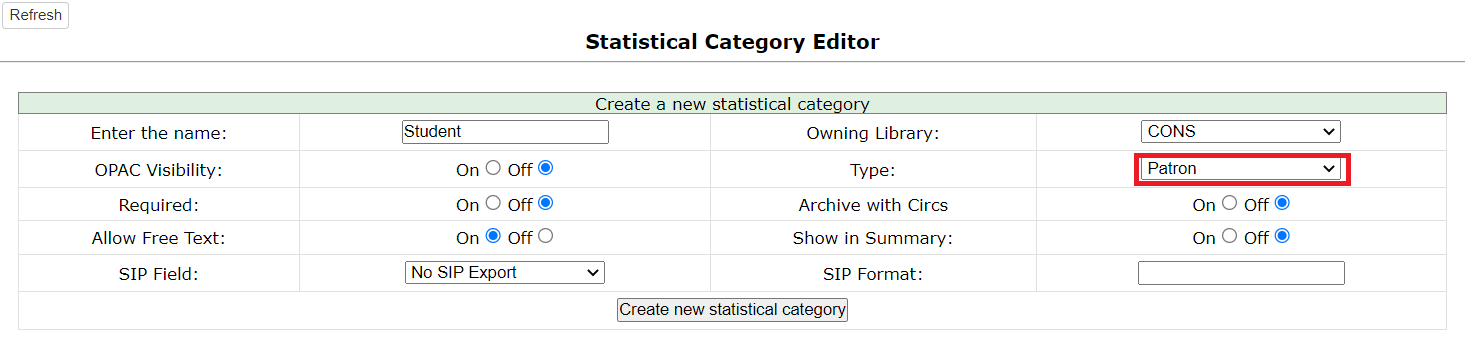 Refresh
Statistical Category Editor
Create a new statistical category
Enter the name: Student Owning Library: CONS
OPAC Visibility: On Off Type: Patron
Required: On Off Archive with Circs On Off
Allow Free Text: On Off Show in Summary: On Off
SIP Field: No SIP Export SIP Format:
Create new statistical category